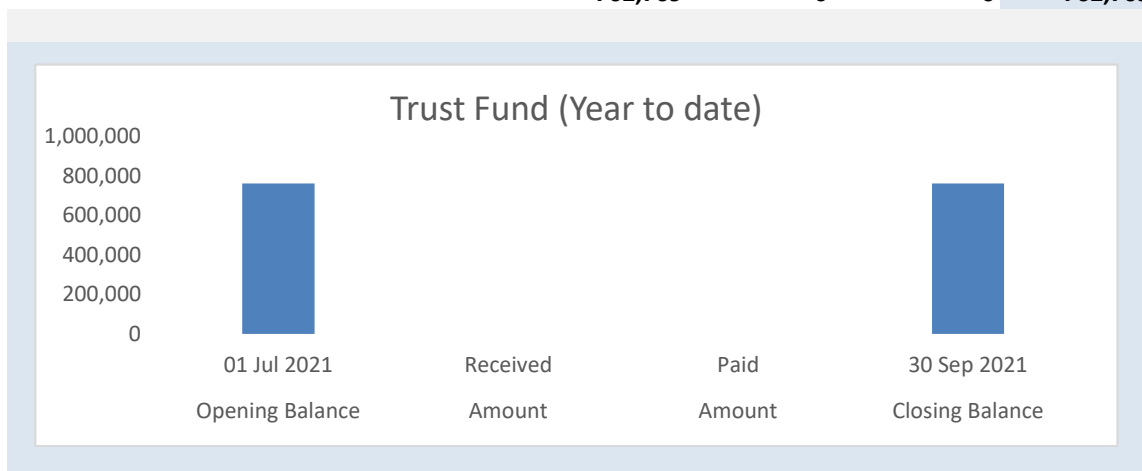 Trust Fund (Year to date)
1,000,000
800,000
600,000
400,000
200,000
0
01 Jul 2021 Received Paid 30 Sep 2021
Opening Balance Amount Amount Closing Balance